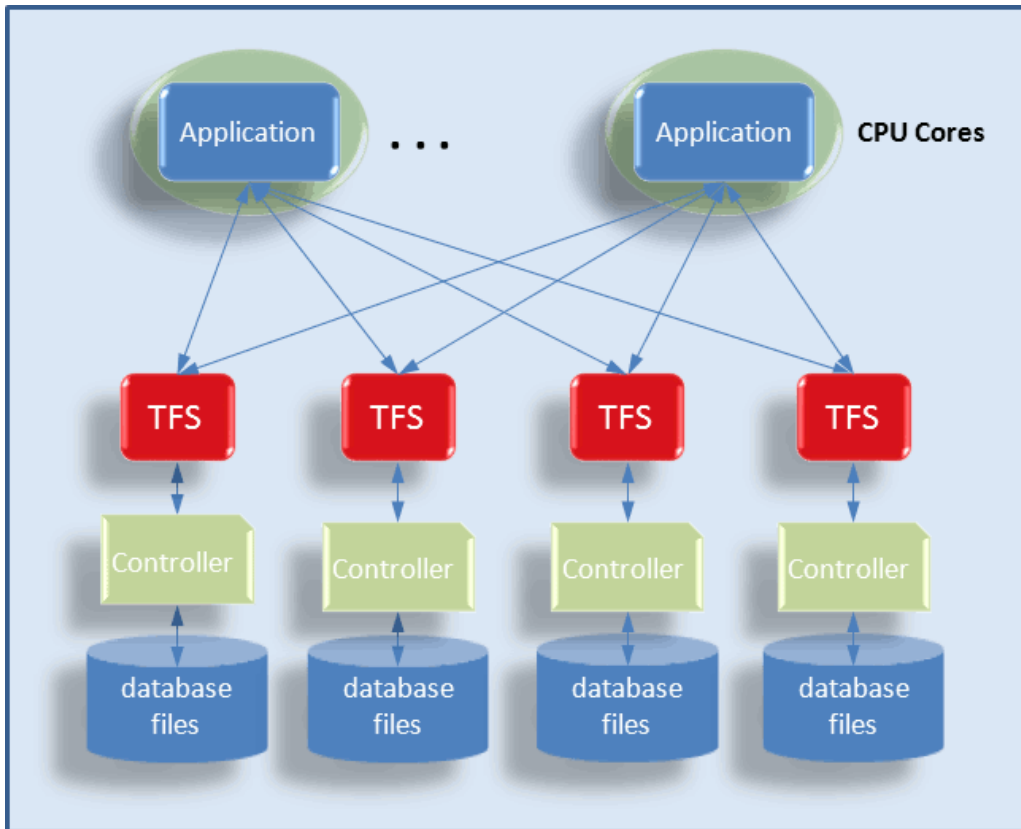 Application
. . .
Application
CPU Cores
TFS
TFS
TFS
TFS
Controller
Controller
Controller
Controller
database
files
database
files
database
files
database
files